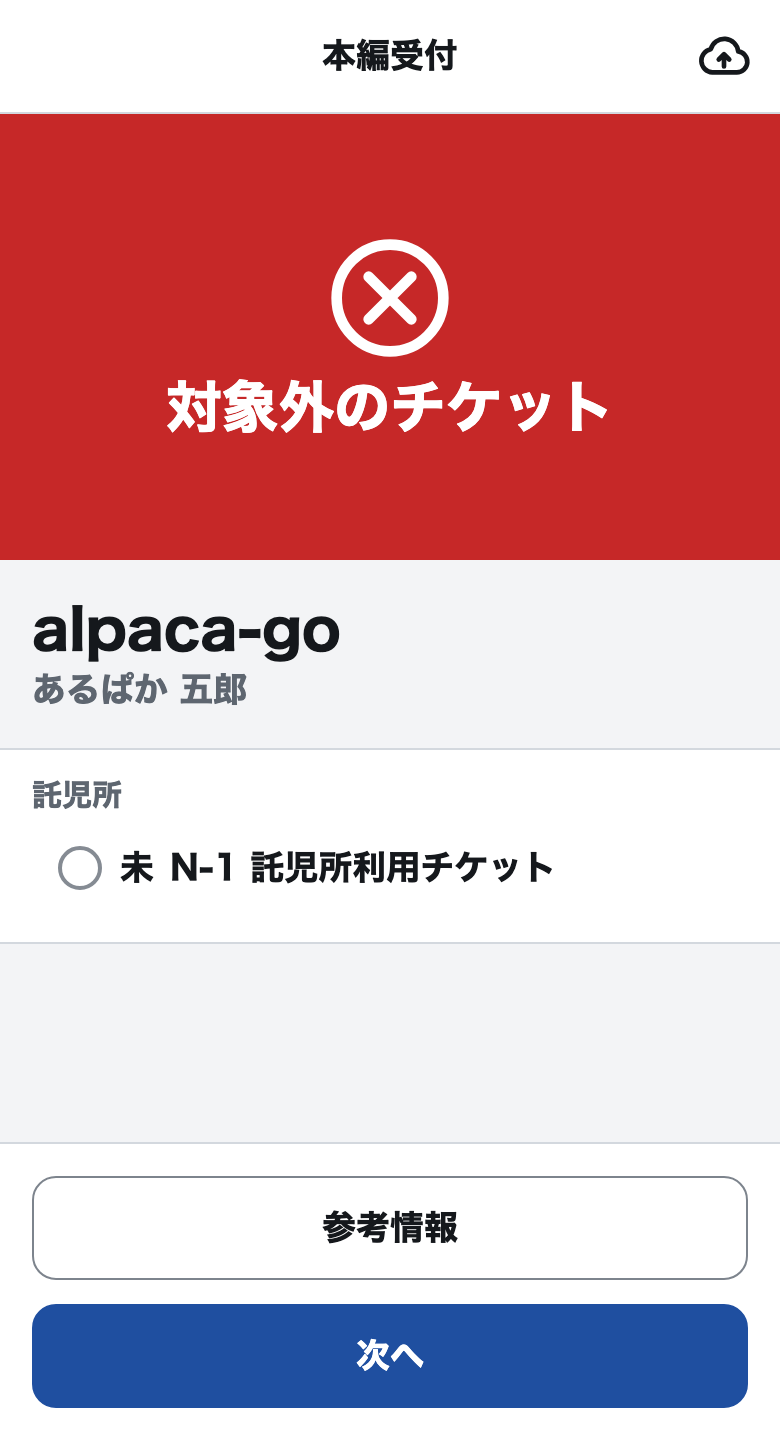 本編受付
対象外のチケット
alpaca-go
あるぱか 五郎
託児所
未 N-1 託児所利用チケット
参考情報
次へ